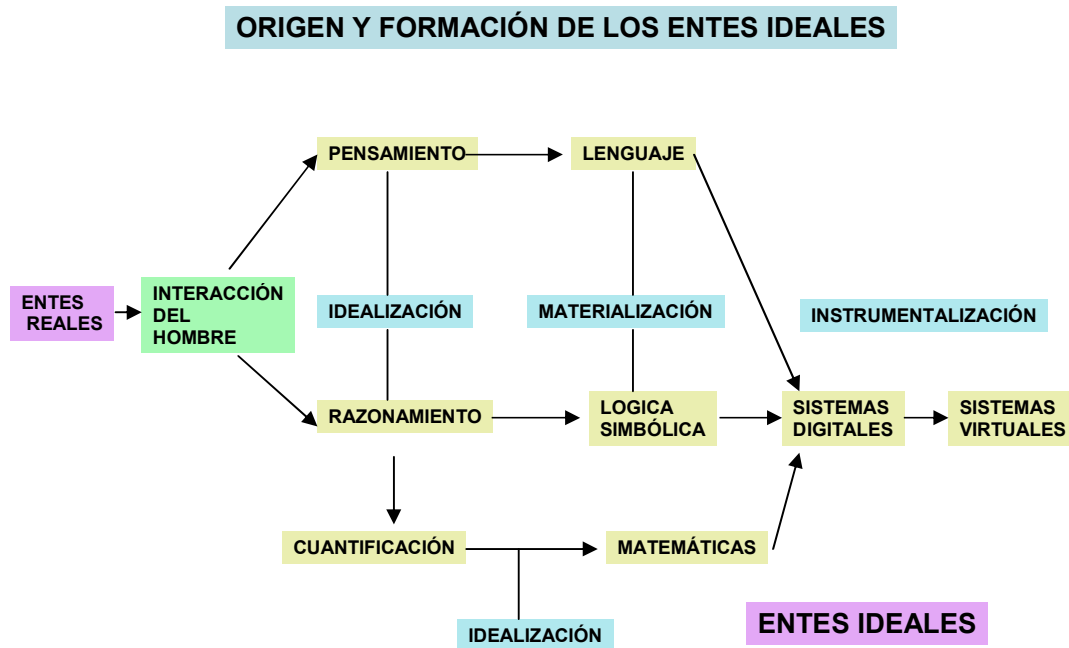 ORIGEN Y FORMACIÓN DE LOS ENTES IDEALES
PENSAMIENTO
LENGUAJE
ENTES
REALES
INTERACCIÓN
DEL
HOMBRE
IDEALIZACIÓN
MATERIALIZACIÓN
INSTRUMENTALIZACIÓN
RAZONAMIENTO
LOGICA
SIMBÓLICA
SISTEMAS
DIGITALES
SISTEMAS
VIRTUALES
CUANTIFICACIÓN
MATEMÁTICAS
IDEALIZACIÓN
ENTES IDEALES